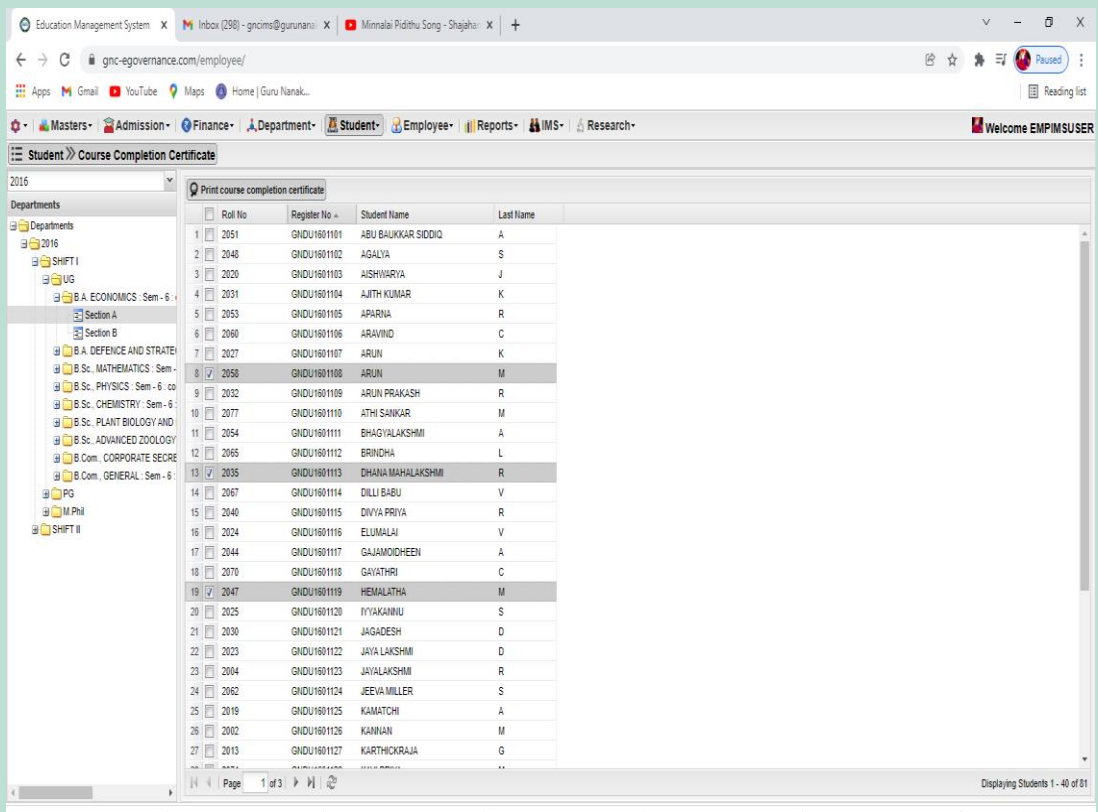 Education Management System X Inbox (298) - gncims@gurunana X Minnalai Pidithu Song - Shajaha X +
gnc-egovernance.com/employee/ Paused
Apps Gmail YouTube Maps Home | Guru Nanak... Reading list
Masters Admission Finance Department Student Employee Reports IMS Research Welcome EMPIMSUSER
Student Course Completion Certificate
2016
Departments
Departments
2016
SHIFT I
UG
B.A. ECONOMICS : Sem - 6 :
Section A
Section B
B.A. DEFENCE AND STRATE
B.Sc., MATHEMATICS : Sem -
B.Sc., PHYSICS : Sem - 6 : co
B.Sc., CHEMISTRY : Sem - 6 :
B.Sc., PLANT BIOLOGY AND
B.Sc., ADVANCED ZOOLOGY
B.Com., CORPORATE SECRE
B.Com., GENERAL : Sem - 6 :
PG
M.Phil
SHIFT II
Print course completion certificate
Roll No Register No Student Name Last Name
1 2051 GNDU1601101 ABU BAUKKAR SIDDIQ A
2 2048 GNDU1601102 AGALYA S
3 2020 GNDU1601103 AISHWARYA J
4 2031 GNDU1601104 AJITH KUMAR K
5 2053 GNDU1601105 APARNA R
6 2060 GNDU1601106 ARAVIND C
7 2027 GNDU1601107 ARUN K
8 2058 GNDU1601108 ARUN M
9 2032 GNDU1601109 ARUN PRAKASH R
10 2077 GNDU1601110 ATHI SANKAR M
11 2054 GNDU1601111 BHAGYALAKSHMI A
12 2065 GNDU1601112 BRINDHA L
13 2035 GNDU1601113 DHANA MAHALAKSHMI R
14 2067 GNDU1601114 DILLI BABU V
15 2040 GNDU1601115 DIVYA PRIYA R
16 2024 GNDU1601116 ELUMALAI V
17 2044 GNDU1601117 GAJAMOIDHEEN A
18 2070 GNDU1601118 GAYATHRI C
19 2047 GNDU1601119 HEMALATHA M
20 2025 GNDU1601120 IYYAKANNU S
21 2030 GNDU1601121 JAGADESH D
22 2023 GNDU1601122 JAYA LAKSHMI D
23 2004 GNDU1601123 JAYALAKSHMI R
24 2062 GNDU1601124 JEEVA MILLER S
25 2019 GNDU1601125 KAMATCHI A
26 2002 GNDU1601126 KANNAN M
27 2013 GNDU1601127 KARTHICKRAJA G
Page 1 of 3 Displaying Students 1 - 40 of 81